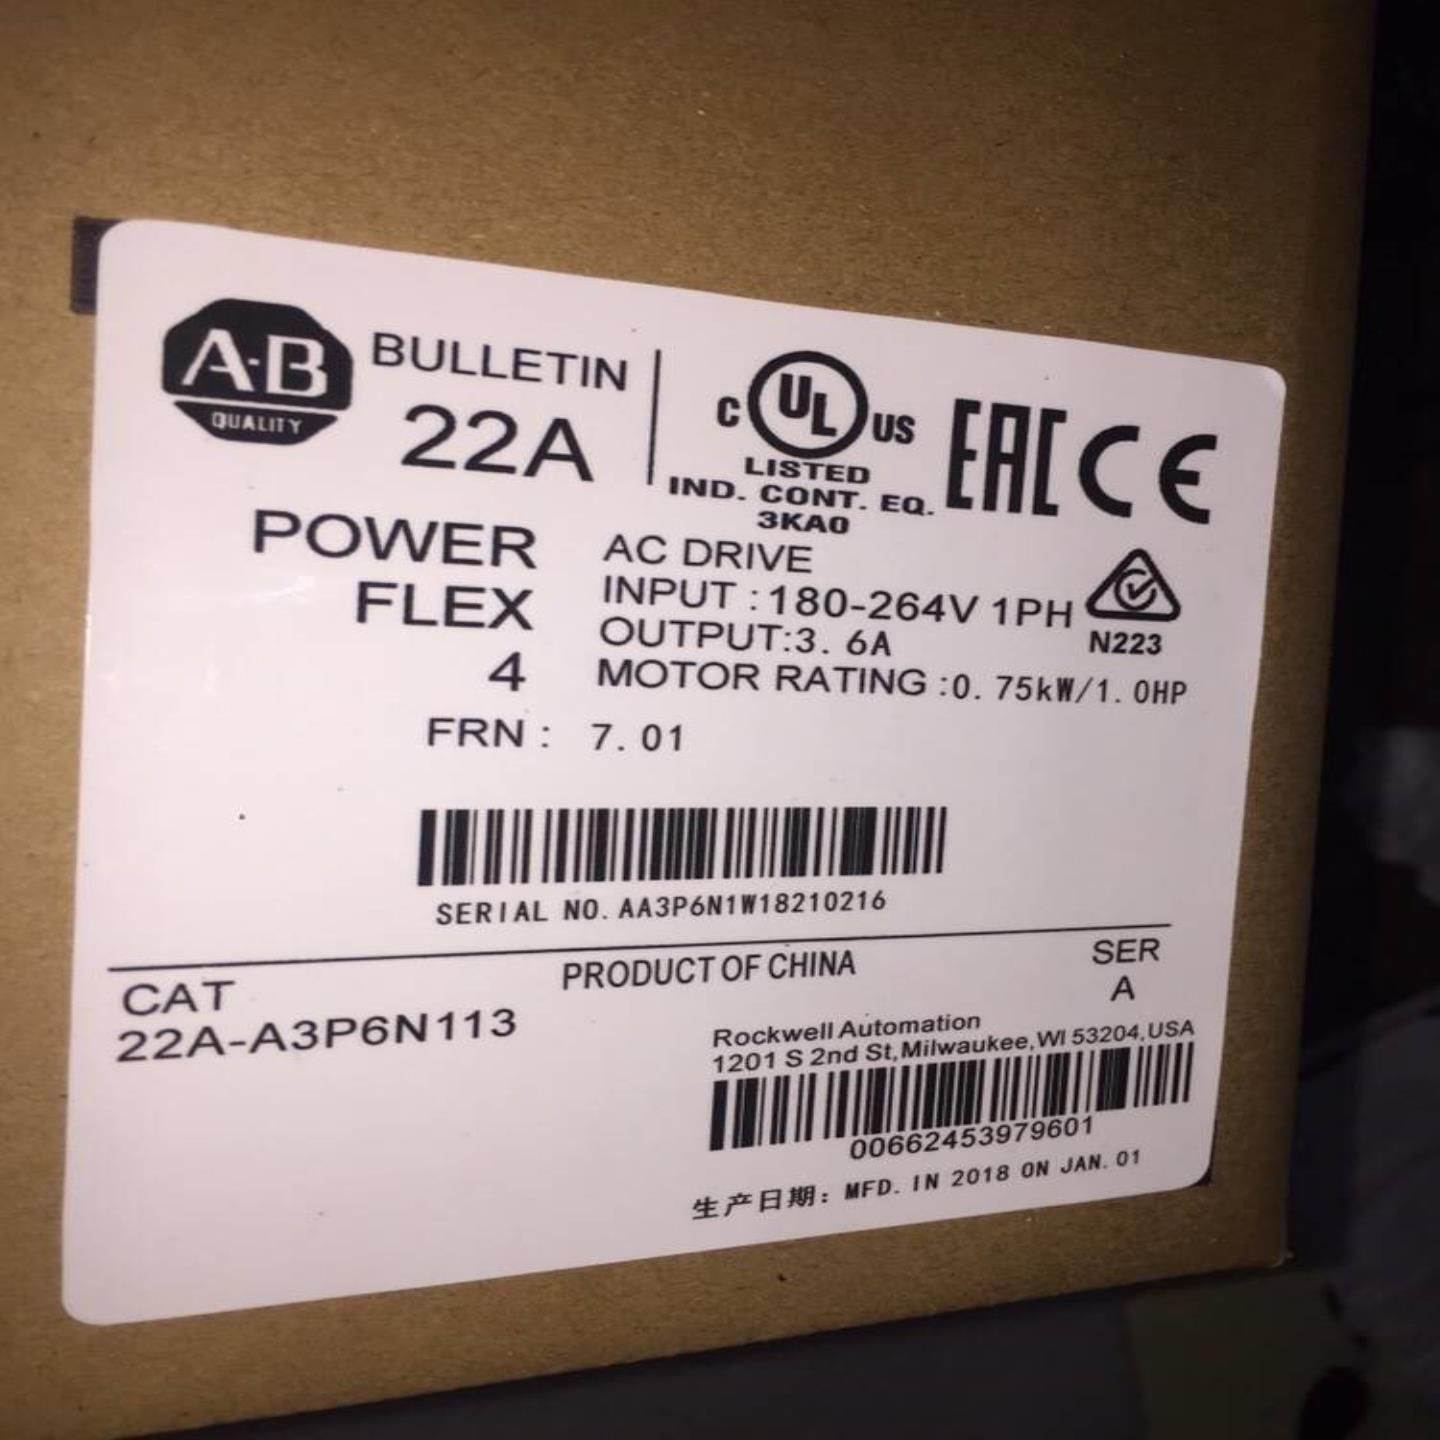 A-B
QUALITY
BULLETIN
22A
C UL US
LISTED
IND. CONT. EQ.
3KA0
EAC CE
POWER
FLEX
4
AC DRIVE
INPUT :180-264V 1PH
OUTPUT:3. 6A
MOTOR RATING :0. 75kW/1. 0HP
N223
FRN : 7. 01
SERIAL NO. AA3P6N1W18210216
CAT
22A-A3P6N113
PRODUCT OF CHINA
SER
A
Rockwell Automation
1201 S 2nd St,Milwaukee,WI 53204,USA
00662453979601
生产日期: MFD. IN 2018 ON JAN. 01